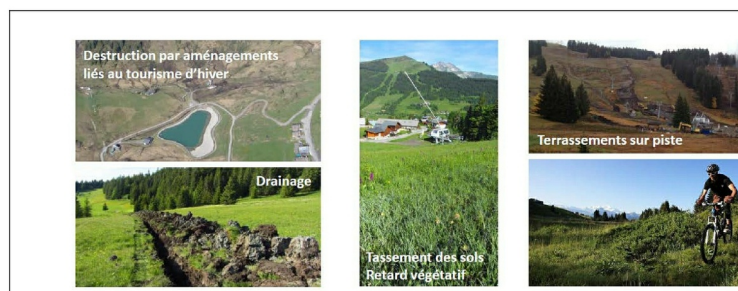 Destruction par aménagements
liés au tourisme d'hiver
Drainage
Tassement des sols
Retard végétatif
Terrassements sur piste